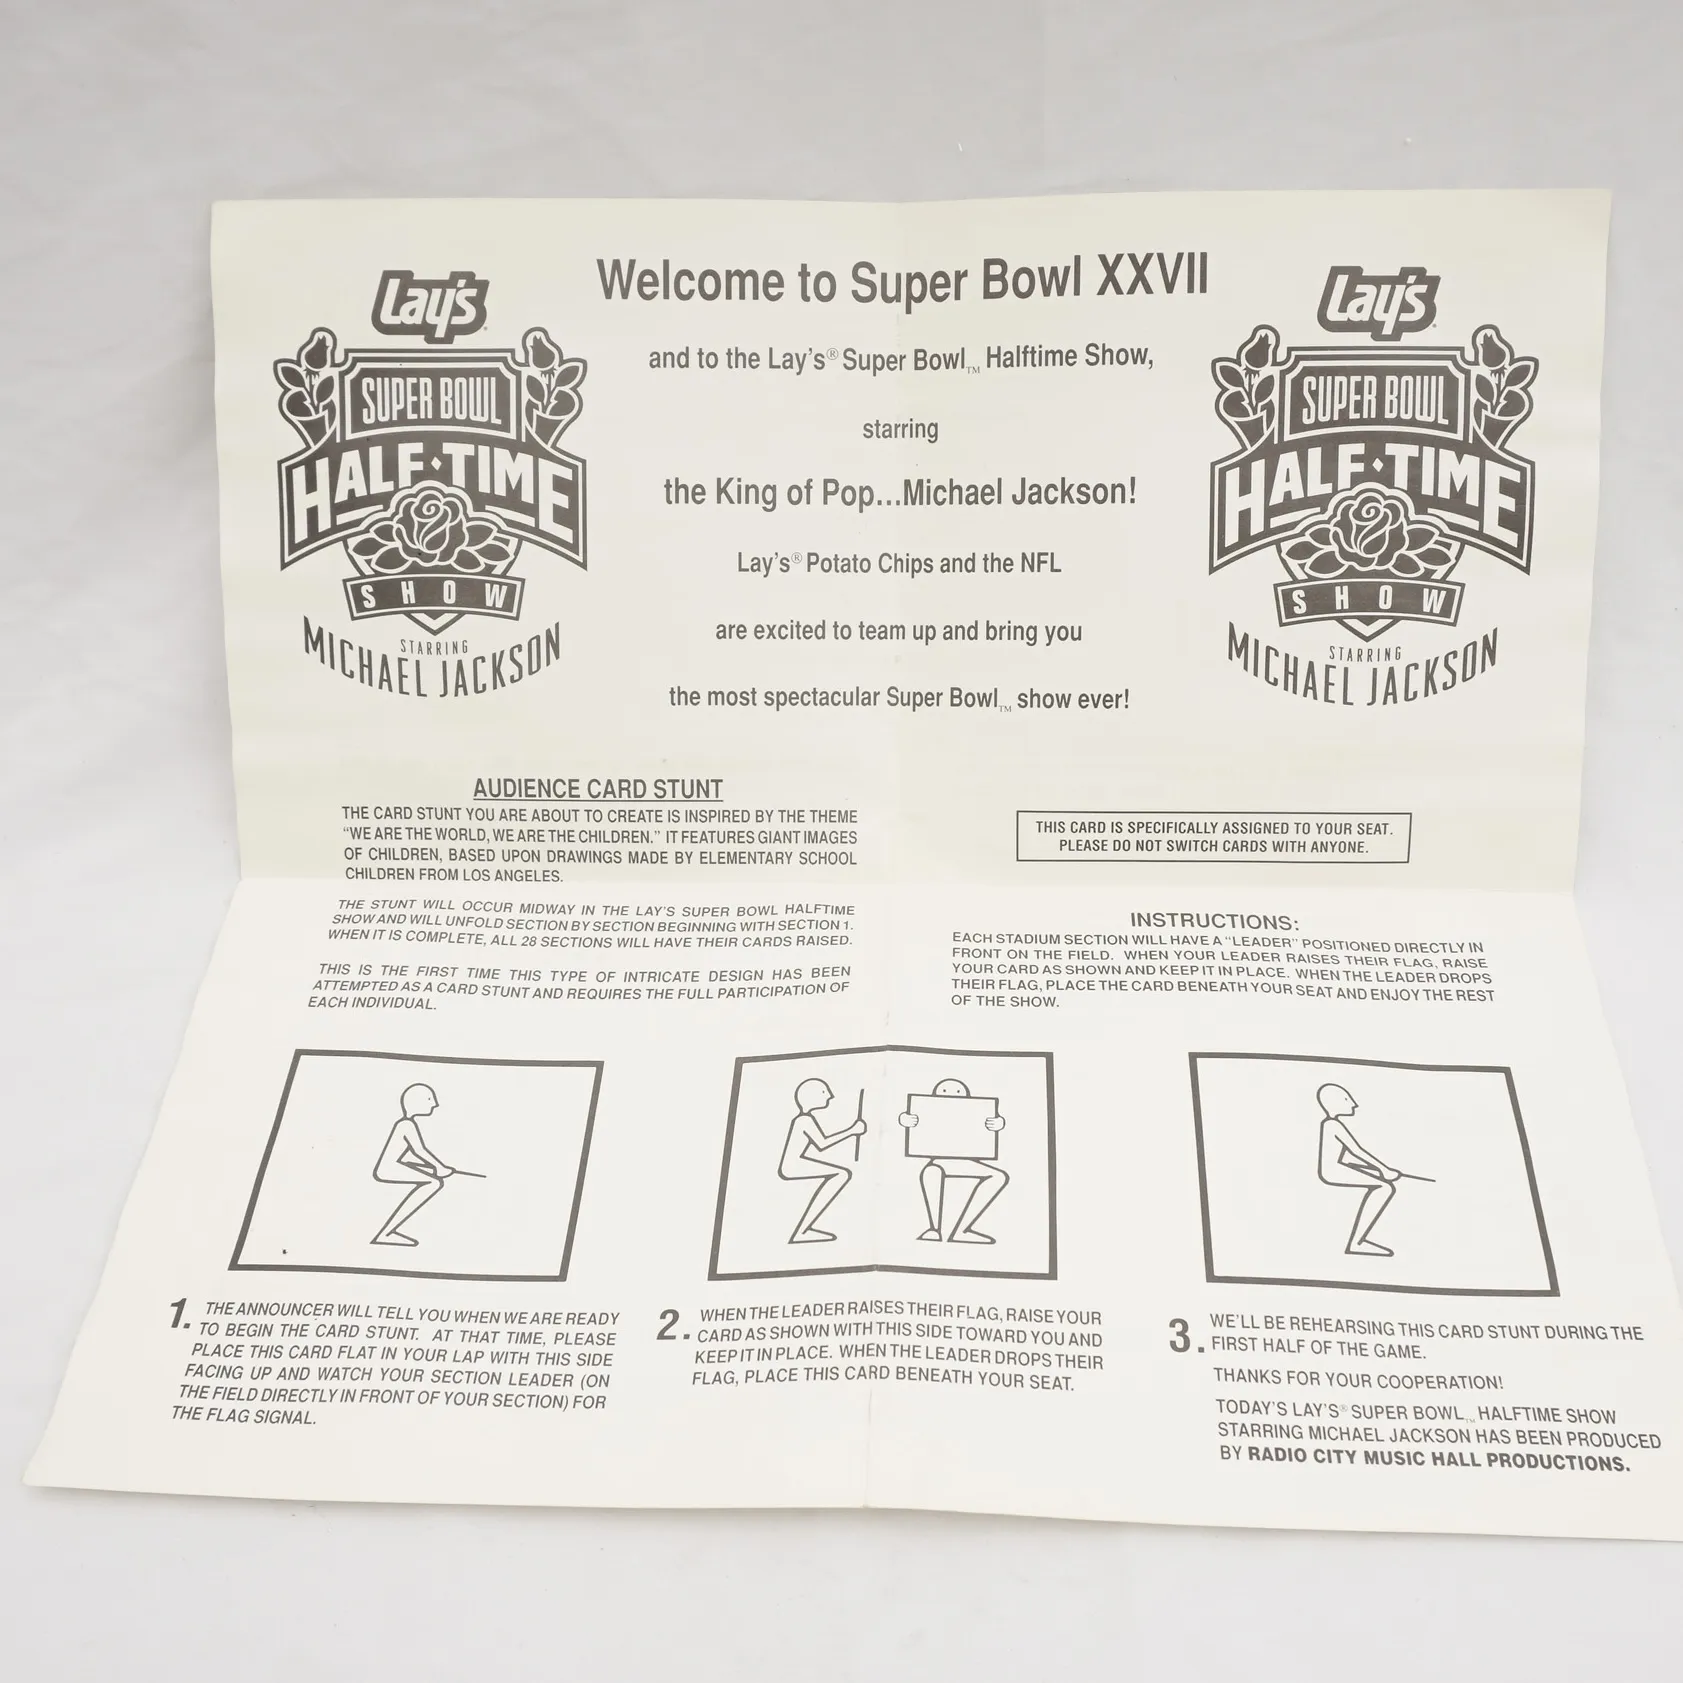 Lay's
SUPER BOWL
HALF·TIME
SHOW
STARRING
MICHAEL JACKSON
Welcome to Super Bowl XXVII
and to the Lay's® Super Bowl™ Halftime Show,
starring
the King of Pop...Michael Jackson!
Lay's® Potato Chips and the NFL
are excited to team up and bring you
the most spectacular Super Bowl™ show ever!
Lay's
SUPER BOWL
HALF·TIME
SHOW
STARRING
MICHAEL JACKSON
AUDIENCE CARD STUNT
THE CARD STUNT YOU ARE ABOUT TO CREATE IS INSPIRED BY THE THEME
“WE ARE THE WORLD, WE ARE THE CHILDREN.” IT FEATURES GIANT IMAGES
OF CHILDREN, BASED UPON DRAWINGS MADE BY ELEMENTARY SCHOOL
CHILDREN FROM LOS ANGELES.
THE STUNT WILL OCCUR MIDWAY IN THE LAY'S SUPER BOWL HALFTIME
SHOW AND WILL UNFOLD SECTION BY SECTION BEGINNING WITH SECTION 1.
WHEN IT IS COMPLETE, ALL 28 SECTIONS WILL HAVE THEIR CARDS RAISED.
THIS IS THE FIRST TIME THIS TYPE OF INTRICATE DESIGN HAS BEEN
ATTEMPTED AS A CARD STUNT AND REQUIRES THE FULL PARTICIPATION OF
EACH INDIVIDUAL.
THIS CARD IS SPECIFICALLY ASSIGNED TO YOUR SEAT.
PLEASE DO NOT SWITCH CARDS WITH ANYONE.
INSTRUCTIONS:
EACH STADIUM SECTION WILL HAVE A “LEADER” POSITIONED DIRECTLY IN
FRONT ON THE FIELD. WHEN YOUR LEADER RAISES THEIR FLAG, RAISE
YOUR CARD AS SHOWN AND KEEP IT IN PLACE. WHEN THE LEADER DROPS
THEIR FLAG, PLACE THE CARD BENEATH YOUR SEAT AND ENJOY THE REST
OF THE SHOW.
1. THE ANNOUNCER WILL TELL YOU WHEN WE ARE READY
TO BEGIN THE CARD STUNT. AT THAT TIME, PLEASE
PLACE THIS CARD FLAT IN YOUR LAP WITH THIS SIDE
FACING UP AND WATCH YOUR SECTION LEADER (ON
THE FIELD DIRECTLY IN FRONT OF YOUR SECTION) FOR
THE FLAG SIGNAL.
2. WHEN THE LEADER RAISES THEIR FLAG, RAISE YOUR
CARD AS SHOWN WITH THIS SIDE TOWARD YOU AND
KEEP IT IN PLACE. WHEN THE LEADER DROPS THEIR
FLAG, PLACE THIS CARD BENEATH YOUR SEAT.
3. WE'LL BE REHEARSING THIS CARD STUNT DURING THE
FIRST HALF OF THE GAME.
THANKS FOR YOUR COOPERATION!
TODAY'S LAY'S® SUPER BOWL™ HALFTIME SHOW
STARRING MICHAEL JACKSON HAS BEEN PRODUCED
BY RADIO CITY MUSIC HALL PRODUCTIONS.